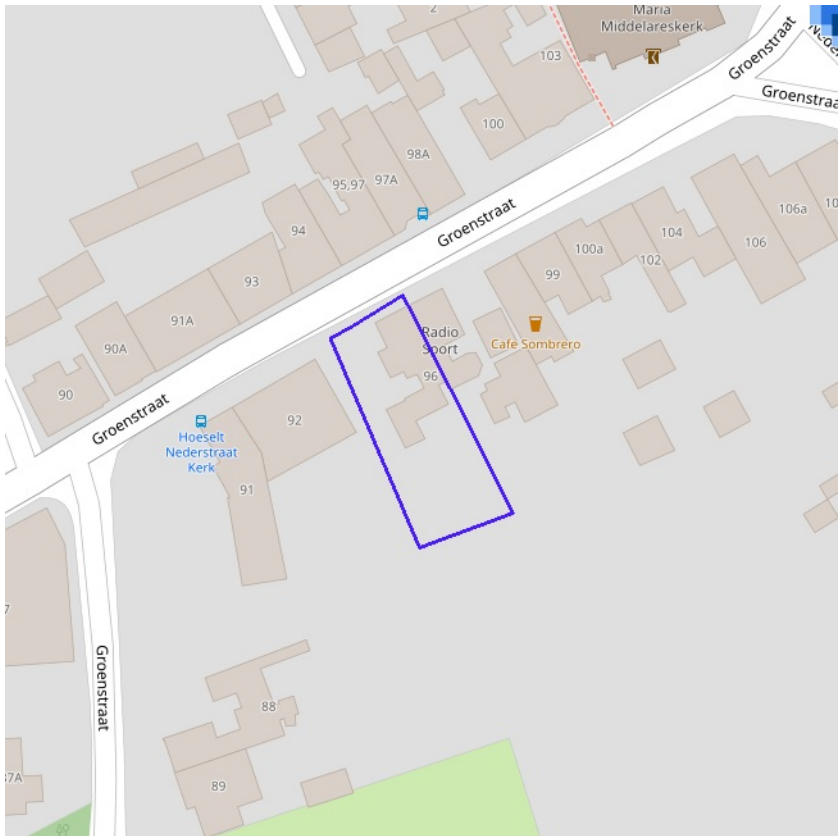 2
Maria
Middelareskerk
103
Groenstraat
100
98A
97A
95,97
94
Groenstraat
106a
104
106
100a
102
99
93
91A
90A
90
Radio
Sport
96
Cafe Sombrero
Groenstraat
92
Hoeselt
Nederstraat
Kerk
91
Groenstraat
88
89
37A